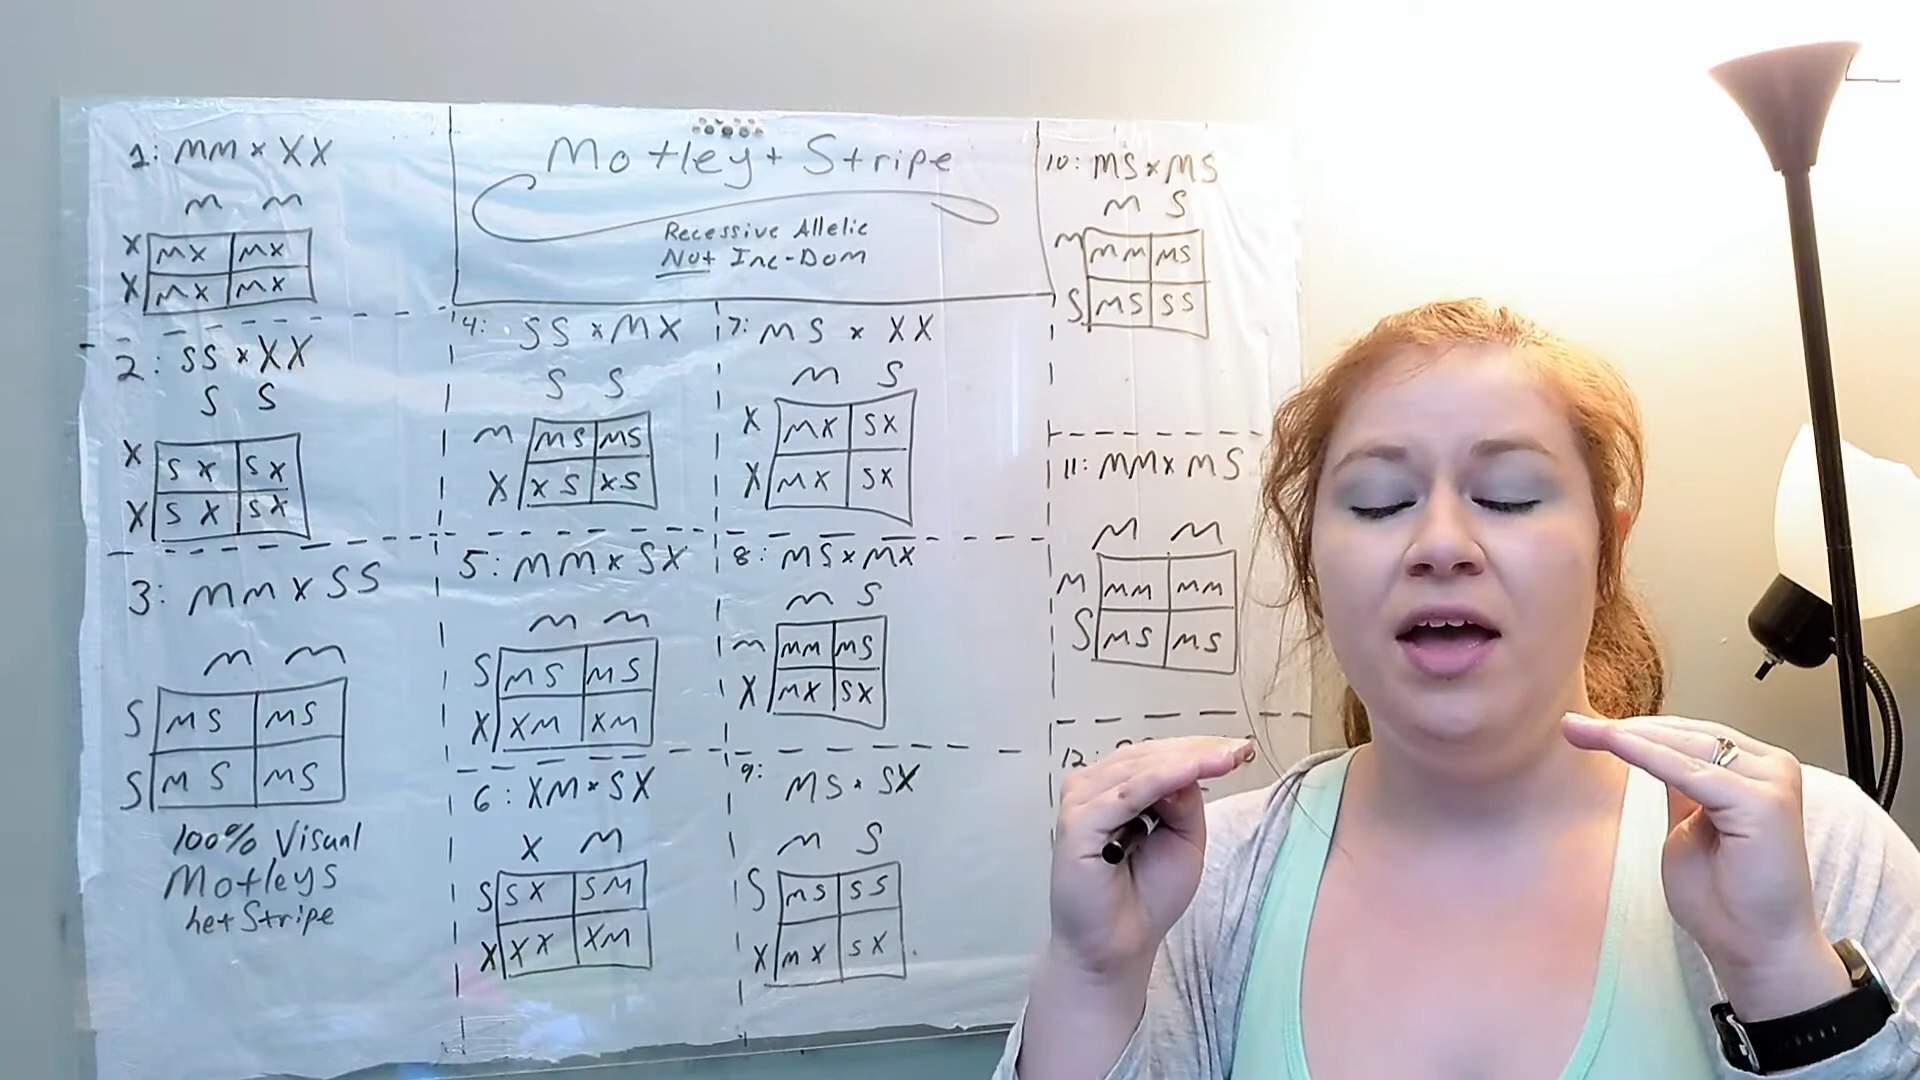 1: MM x XX
M M
X MX MX
X MX MX
2: SS x XX
S S
X SX SX
X SX SX
3: MM x SS
M M
S MS MS
S MS MS
100% Visual
Motleys
het Stripe
Motley + Stripe
Recessive Allelic
Not Inc-Dom
4: SS x MX
S S
M MS MS
X XS XS
5: MM x SX
M M
S MS MS
X XM XM
6: XM x SX
X M
S SX SM
X XX XM
7: MS x XX
M S
X MX SX
X MX SX
8: MS x MX
M S
M MM MS
X MX SX
9: MS x SX
M S
S MS SS
X MX SX
10: MS x MS
M S
M MM MS
S MS SS
11: MM x MS
M M
M MM MM
S MS MS
12: